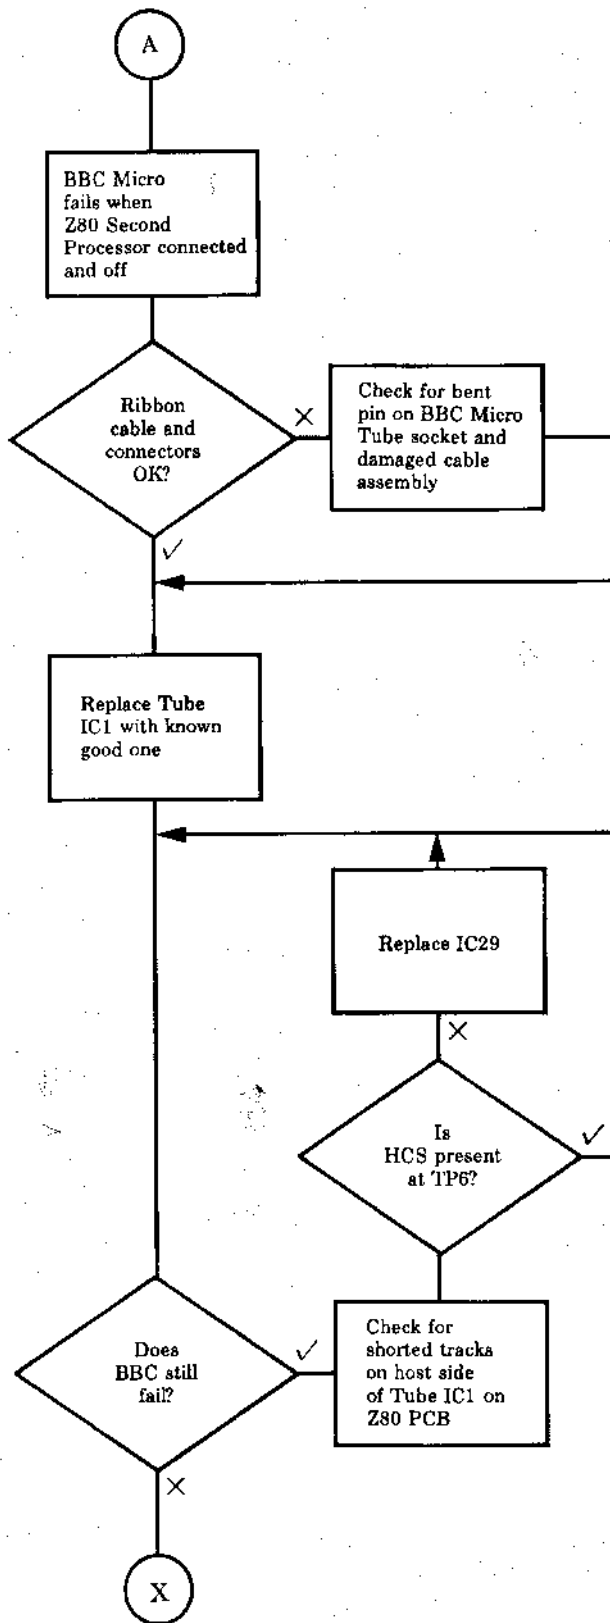 A
BBC Micro
fails when
Z80 Second
Processor connected
and off
Ribbon
cable and
connectors
OK?
Check for bent
pin on BBC Micro
Tube socket and
damaged cable
assembly
Replace Tube
IC1 with known
good one
Replace IC29
Is
HCS present
at TP6?
Does
BBC still
fail?
Check for
shorted tracks
on host side
of Tube IC1 on
Z80 PCB
X